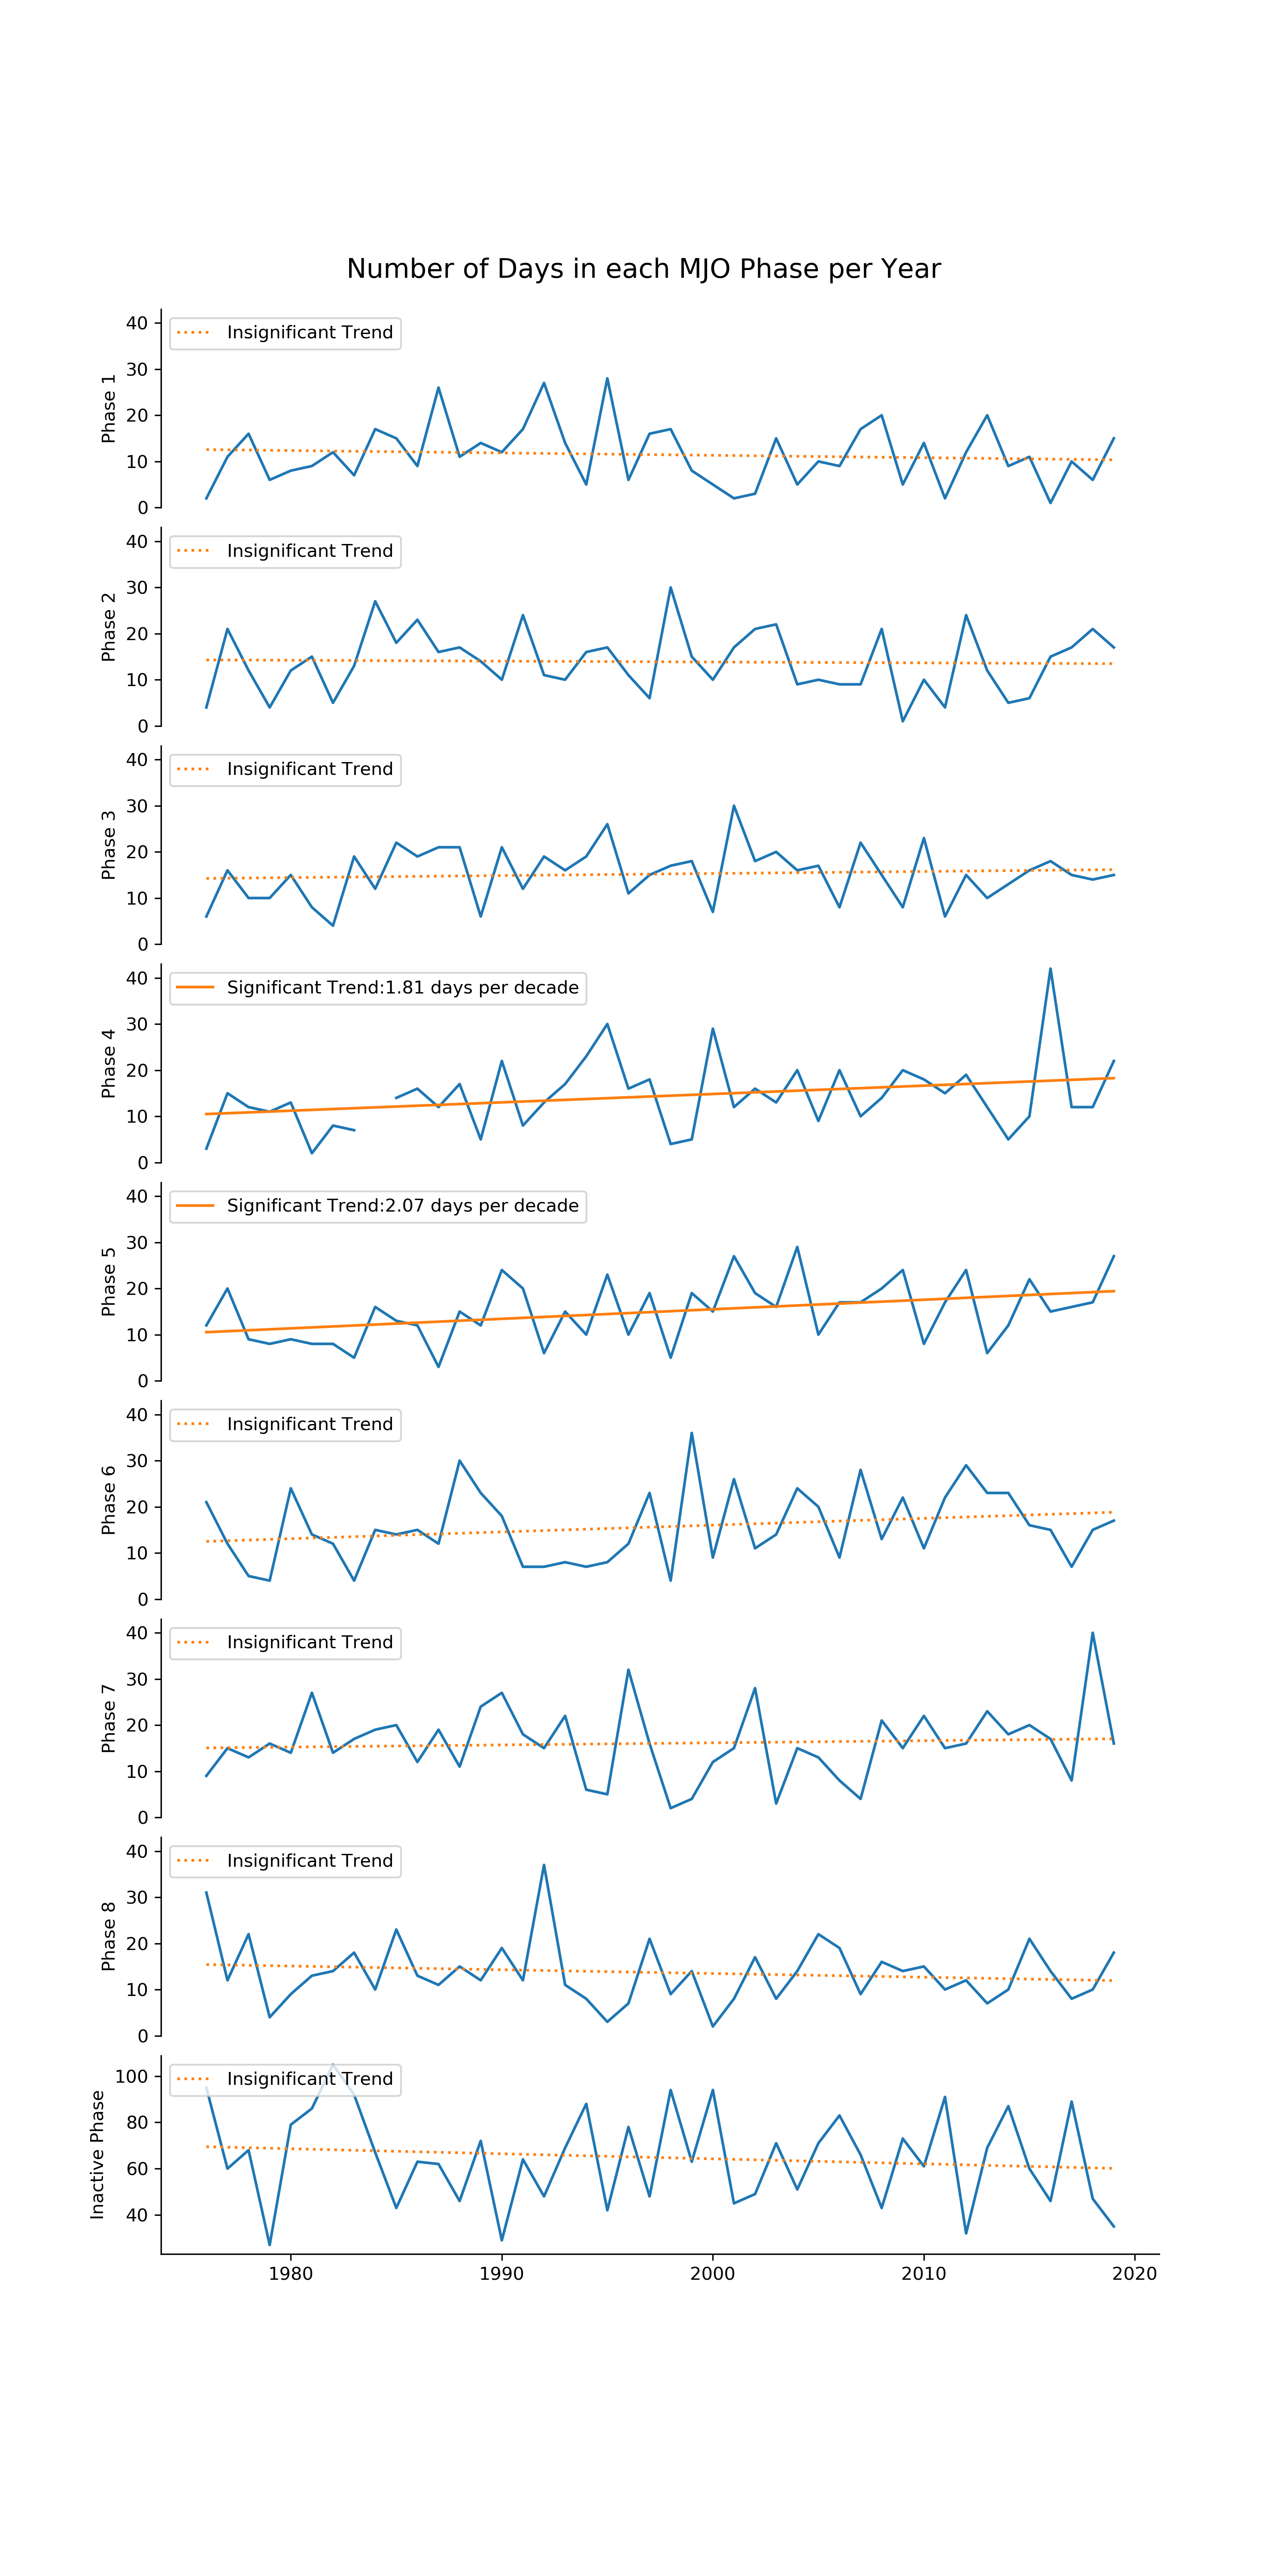 Number of Days in each MJO Phase per Year
40
30
20
10
0
Phase 1
Insignificant Trend
40
30
20
10
0
Phase 2
Insignificant Trend
40
30
20
10
0
Phase 3
Insignificant Trend
40
30
20
10
0
Phase 4
Significant Trend:1.81 days per decade
40
30
20
10
0
Phase 5
Significant Trend:2.07 days per decade
40
30
20
10
0
Phase 6
Insignificant Trend
40
30
20
10
0
Phase 7
Insignificant Trend
40
30
20
10
0
Phase 8
Insignificant Trend
100
80
60
40
Inactive Phase
Insignificant Trend
1980 1990 2000 2010 2020